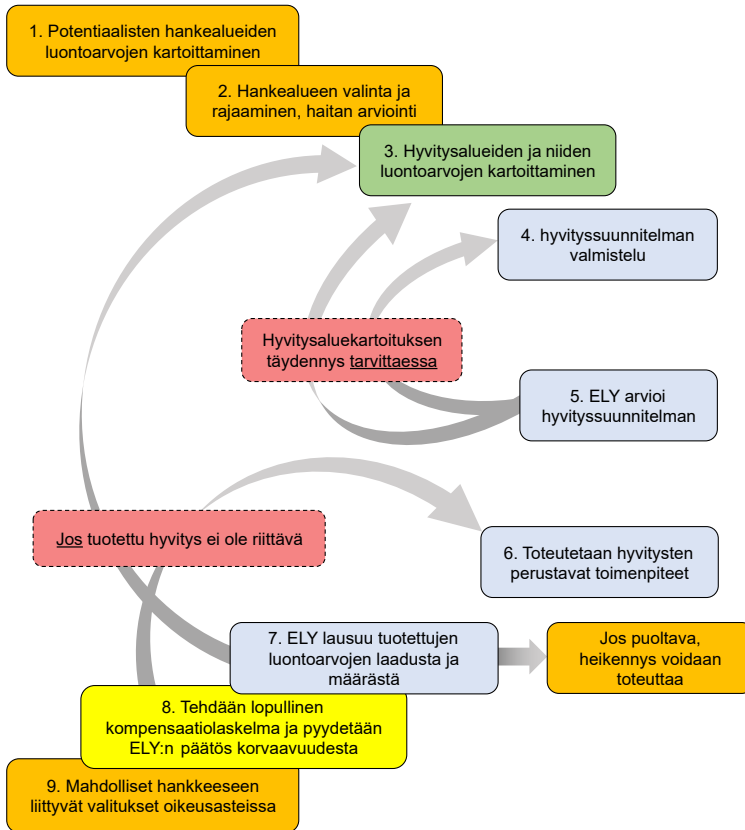 1. Potentiaalisten hankealueiden
luontoarvojen kartoittaminen
2. Hankealueen valinta ja
rajaaminen, haitan arviointi
3. Hyvitysalueiden ja niiden
luontoarvojen kartoittaminen
4. hyvityssuunnitelman
valmistelu
Hyvitysaluekartoituksen
täydennys tarvittaessa
5. ELY arvioi
hyvityssuunnitelman
Jos tuotettu hyvitys ei ole riittävä
6. Toteutetaan hyvitysten
perustavat toimenpiteet
7. ELY lausuu tuotettujen
luontoarvojen laadusta ja
määrästä
Jos puoltava,
heikennys voidaan
toteuttaa
8. Tehdään lopullinen
kompensaatiolaskelma ja pyydetään
ELY:n päätös korvaavuudesta
9. Mahdolliset hankkeeseen
liittyvät valitukset oikeusasteissa